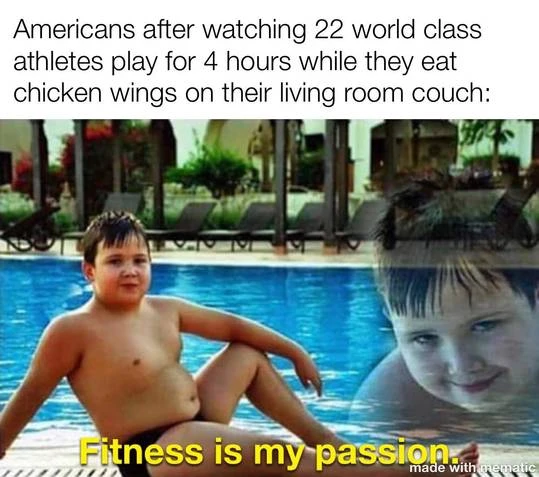 Americans after watching 22 world class
athletes play for 4 hours while they eat
chicken wings on their living room couch:
Fitness is my passion.
made with mematic